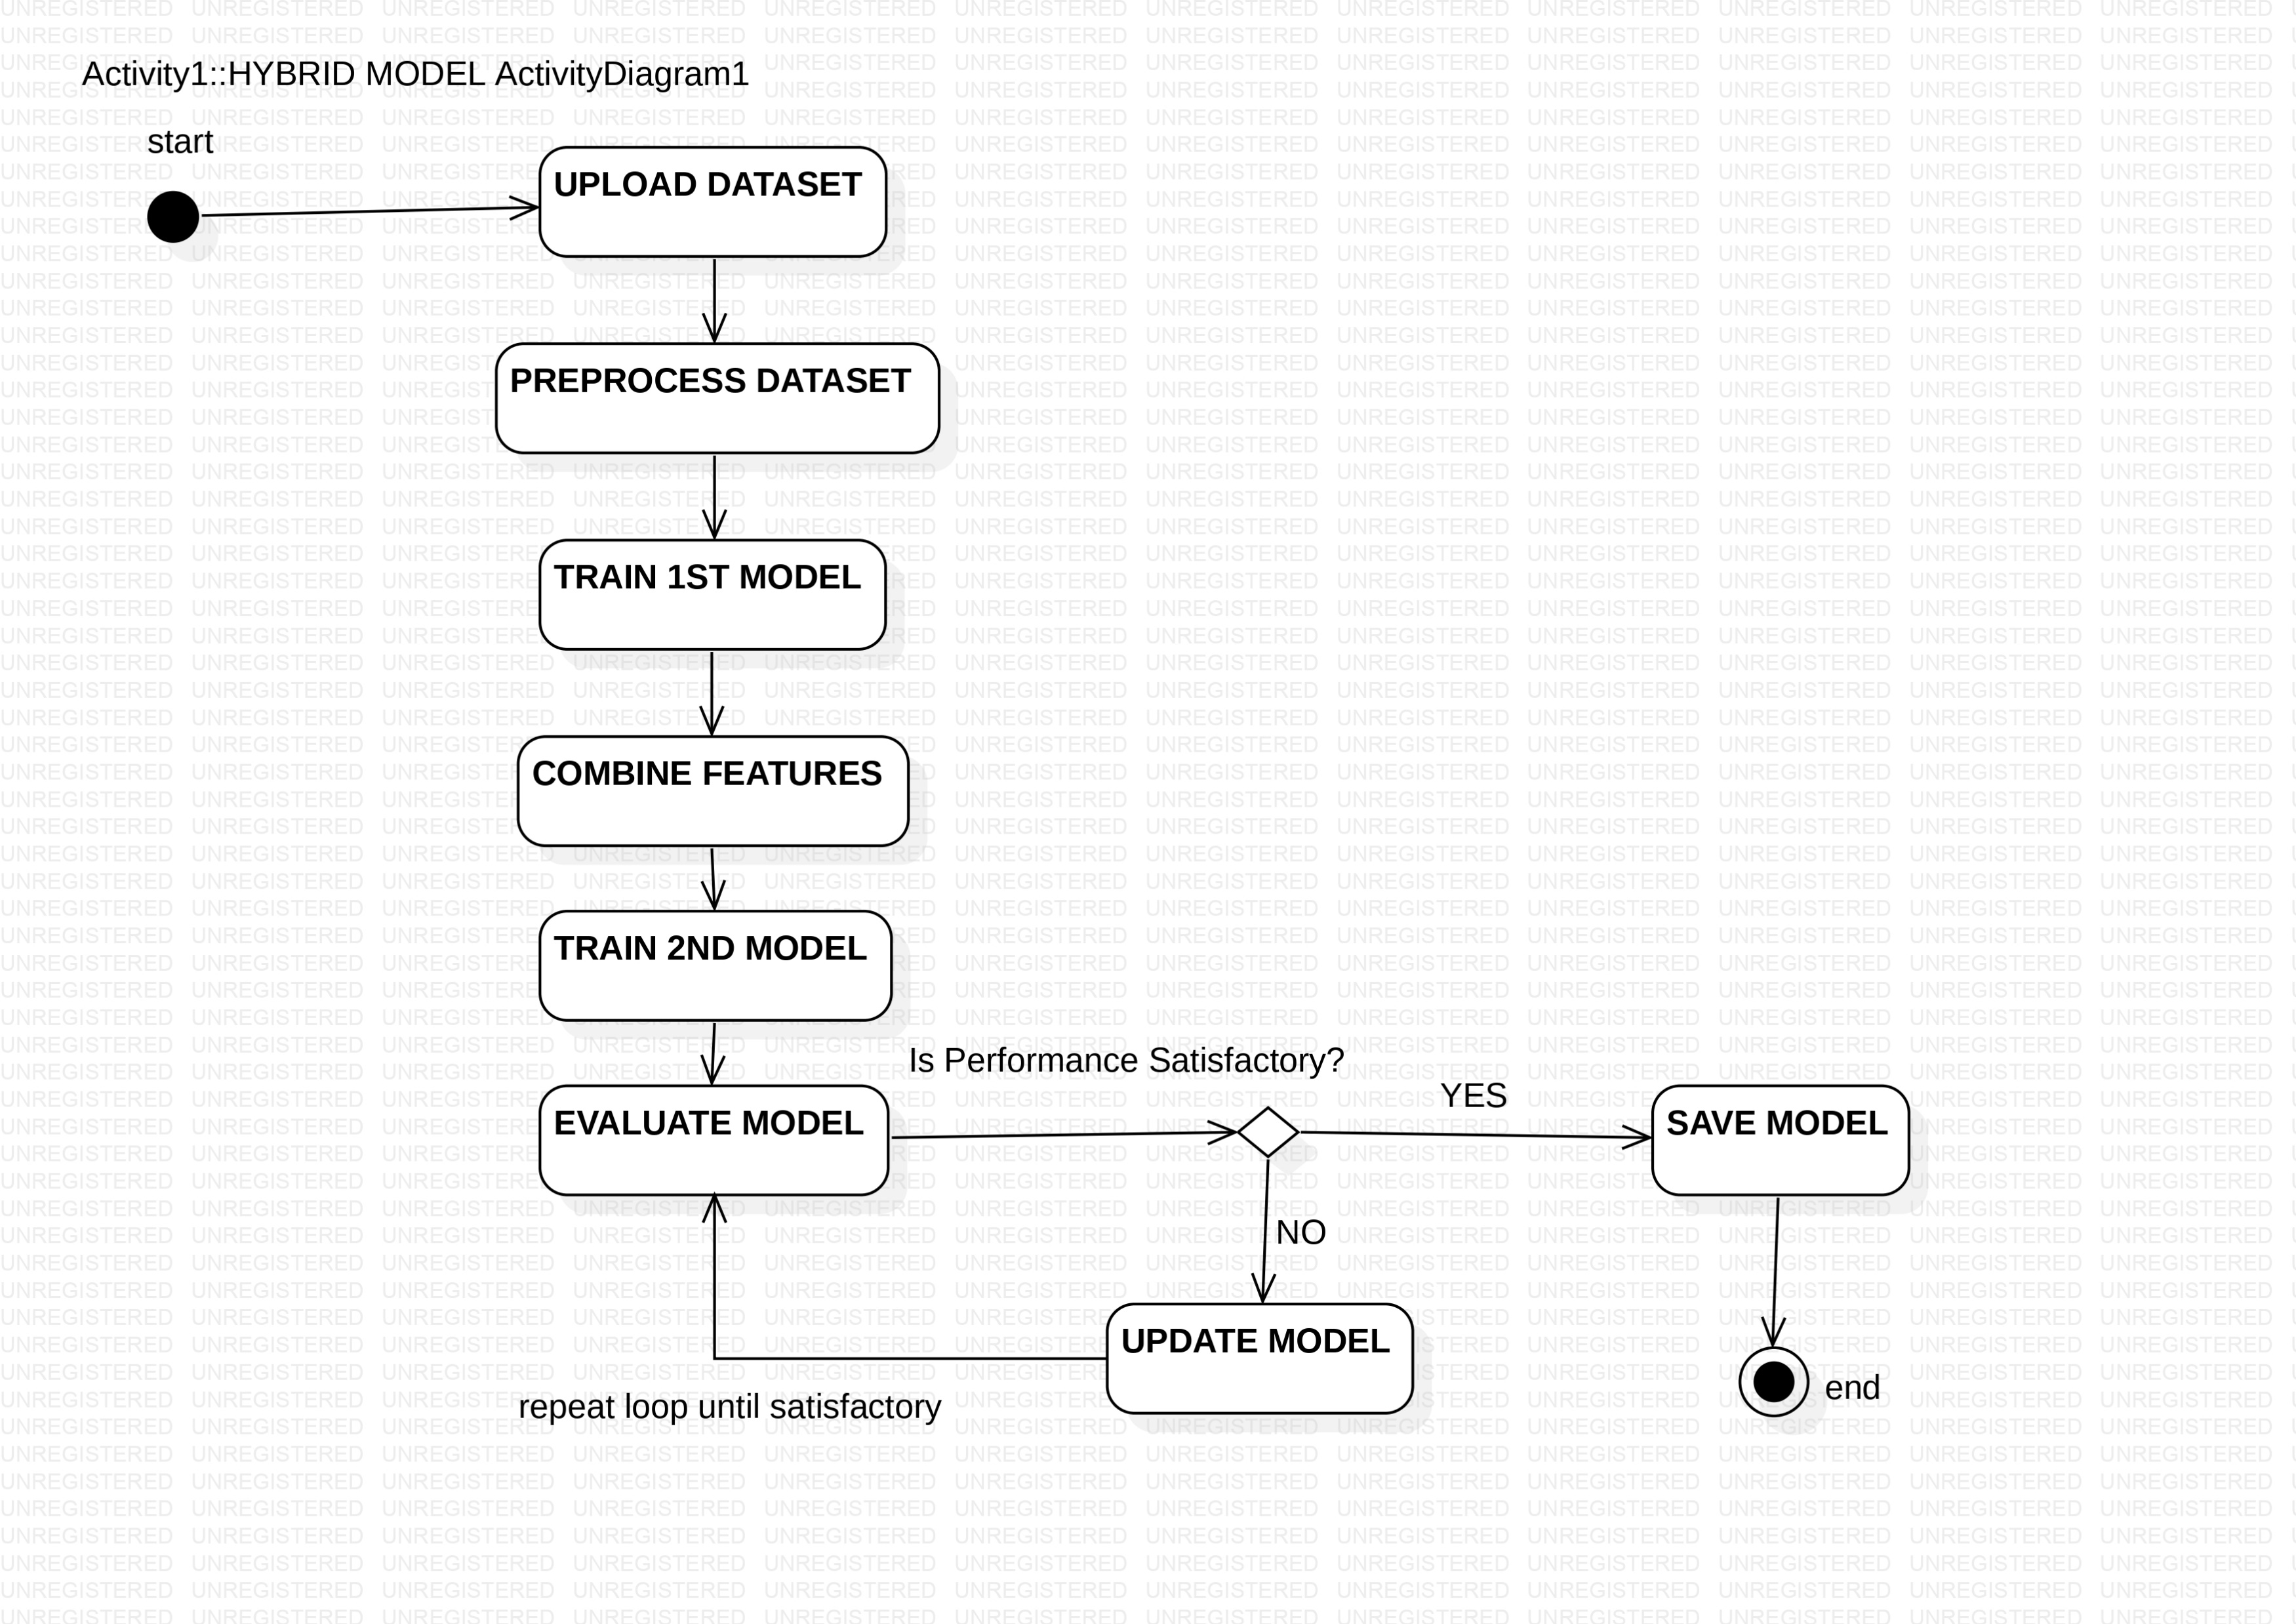 Activity1::HYBRID MODEL ActivityDiagram1
start
UPLOAD DATASET
PREPROCESS DATASET
TRAIN 1ST MODEL
COMBINE FEATURES
TRAIN 2ND MODEL
Is Performance Satisfactory?
YES
EVALUATE MODEL
SAVE MODEL
NO
UPDATE MODEL
end
repeat loop until satisfactory
UNREGISTERED